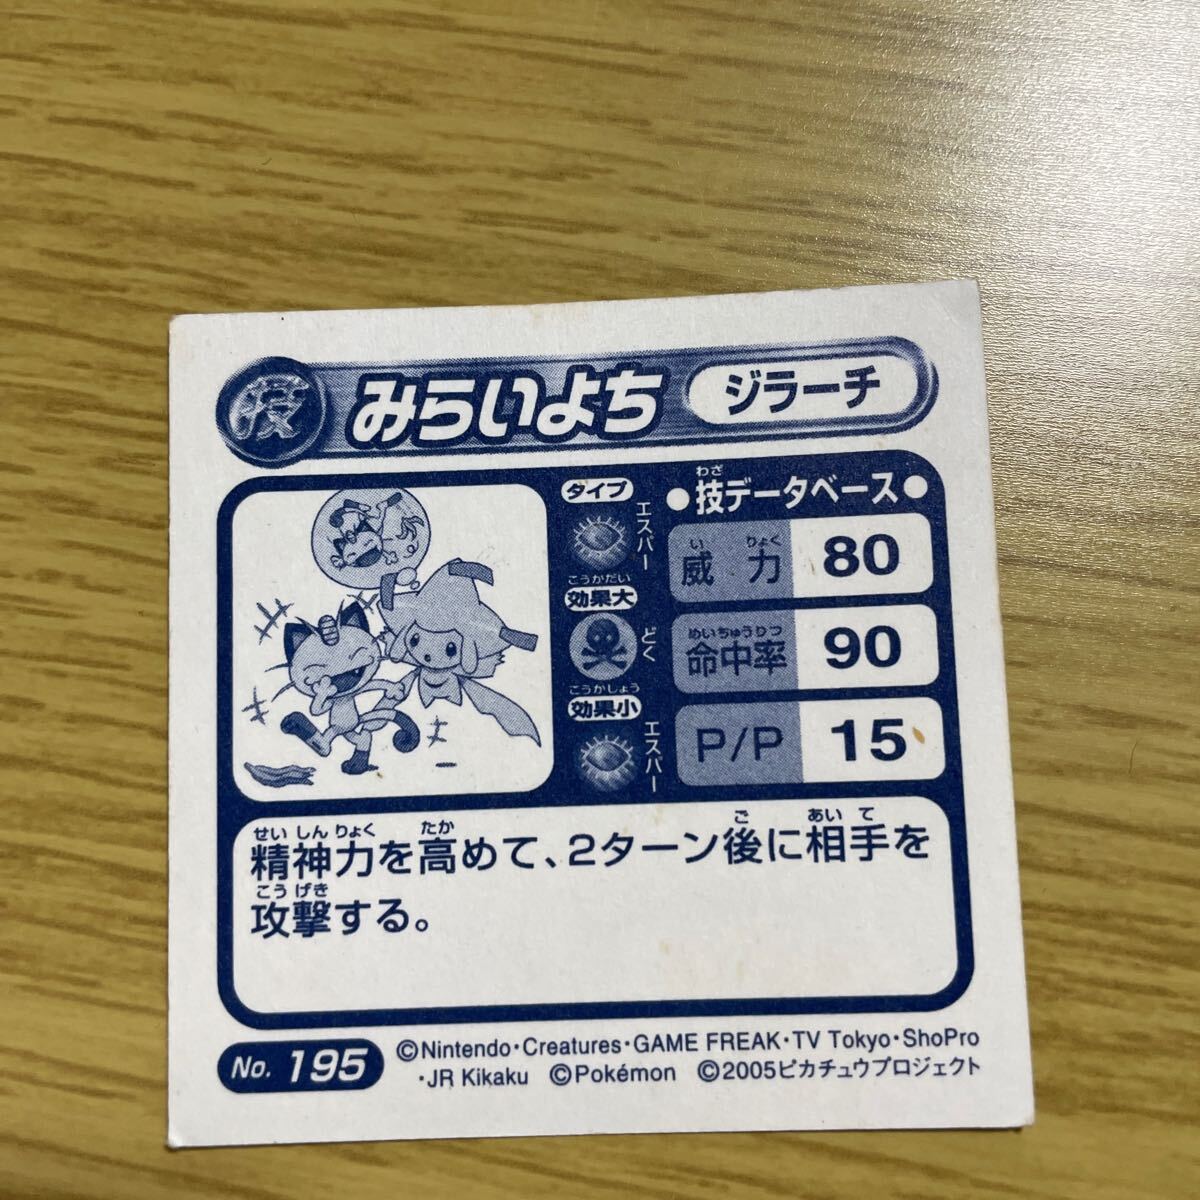 技 みらいよち ジラーチ
タイプ
エスパー
こうかだい
効果大
どく
こうかしょう
効果小
エスパー
わざ
●技データベース●
い りょく
威力 80
めいちゅうりつ
命中率 90
P/P 15
せいしんりょく たか ご あいて
精神力を高めて、2ターン後に相手を
こうげき
攻撃する。
No. 195
©Nintendo・Creatures・GAME FREAK・TV Tokyo・ShoPro
・JR Kikaku ©Pokémon ©2005ピカチュウプロジェクト